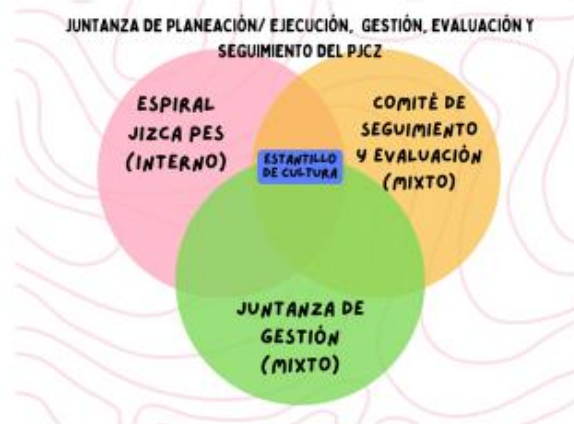 JUNTANZA DE PLANEACIÓN/ EJECUCIÓN, GESTIÓN, EVALUACIÓN Y
SEGUIMIENTO DEL PJCZ
ESPIRAL
JIZCA PES
(INTERNO)
COMITÉ DE
SEGUIMIENTO
Y EVALUACIÓN
(MIXTO)
ESTANTILLO
DE CULTURA
JUNTANZA DE
GESTIÓN
(MIXTO)